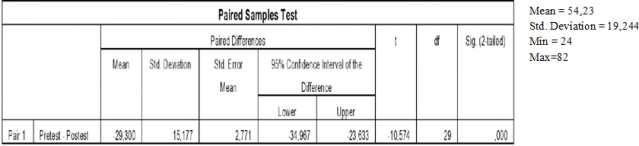 Paired Samples Test
Paired Differences t df Sig. (2-tailed)
Mean Std. Deviation Std. Error Mean 95% Confidence Interval of the Difference
Lower Upper
Pair 1 Pretest - Postest -29,300 15,177 2,771 -34,967 -23,633 -10,574 29 ,000
Mean = 54,23
Std. Deviation = 19,244
Min = 24
Max=82